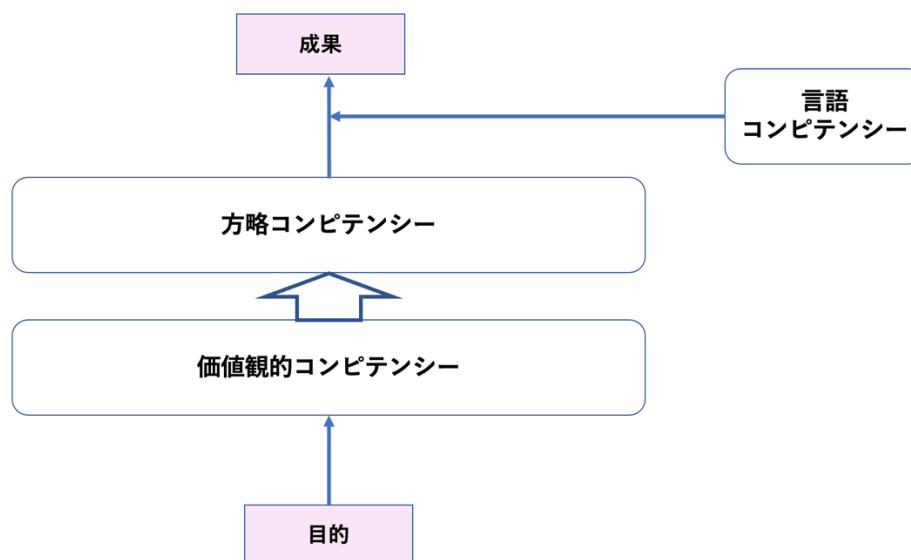 成果
言語
コンピテンシー
方略コンピテンシー
価値観的コンピテンシー
目的